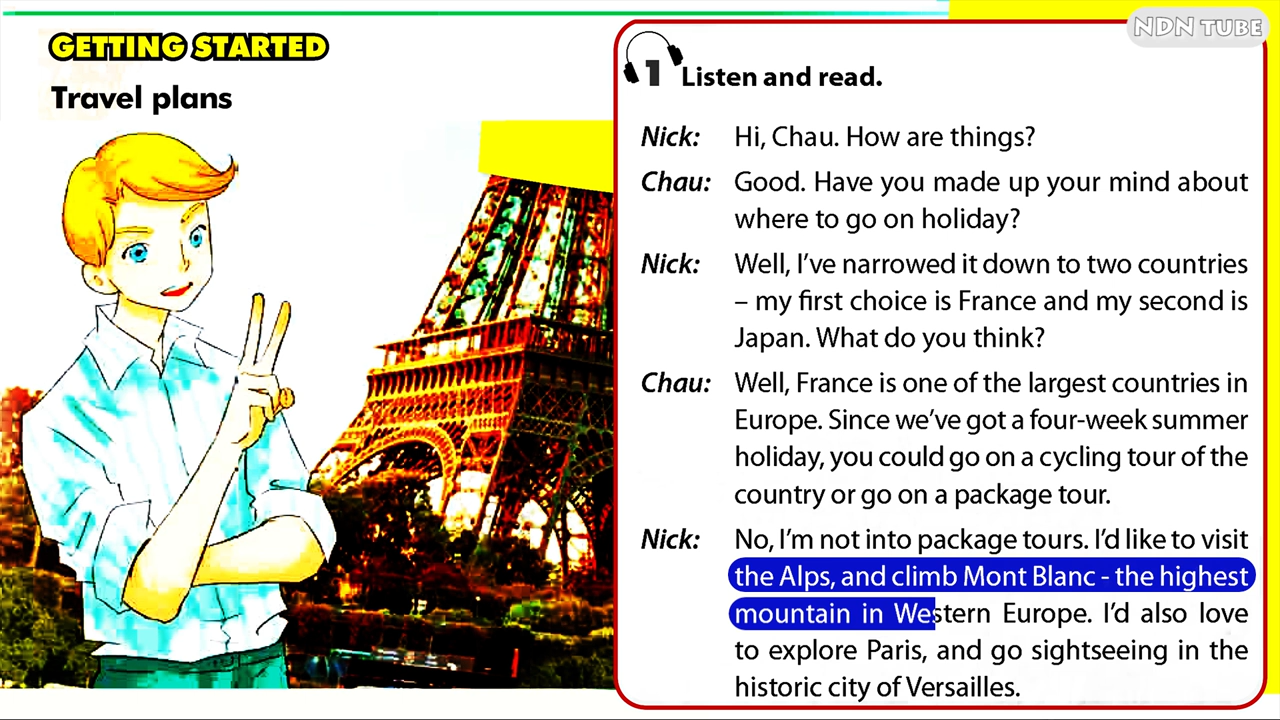 NDN TUBE
GETTING STARTED
Travel plans
1 Listen and read.
Nick: Hi, Chau. How are things?
Chau: Good. Have you made up your mind about
where to go on holiday?
Nick: Well, I’ve narrowed it down to two countries
– my first choice is France and my second is
Japan. What do you think?
Chau: Well, France is one of the largest countries in
Europe. Since we’ve got a four-week summer
holiday, you could go on a cycling tour of the
country or go on a package tour.
Nick: No, I’m not into package tours. I’d like to visit
the Alps, and climb Mont Blanc - the highest
mountain in Western Europe. I’d also love
to explore Paris, and go sightseeing in the
historic city of Versailles.